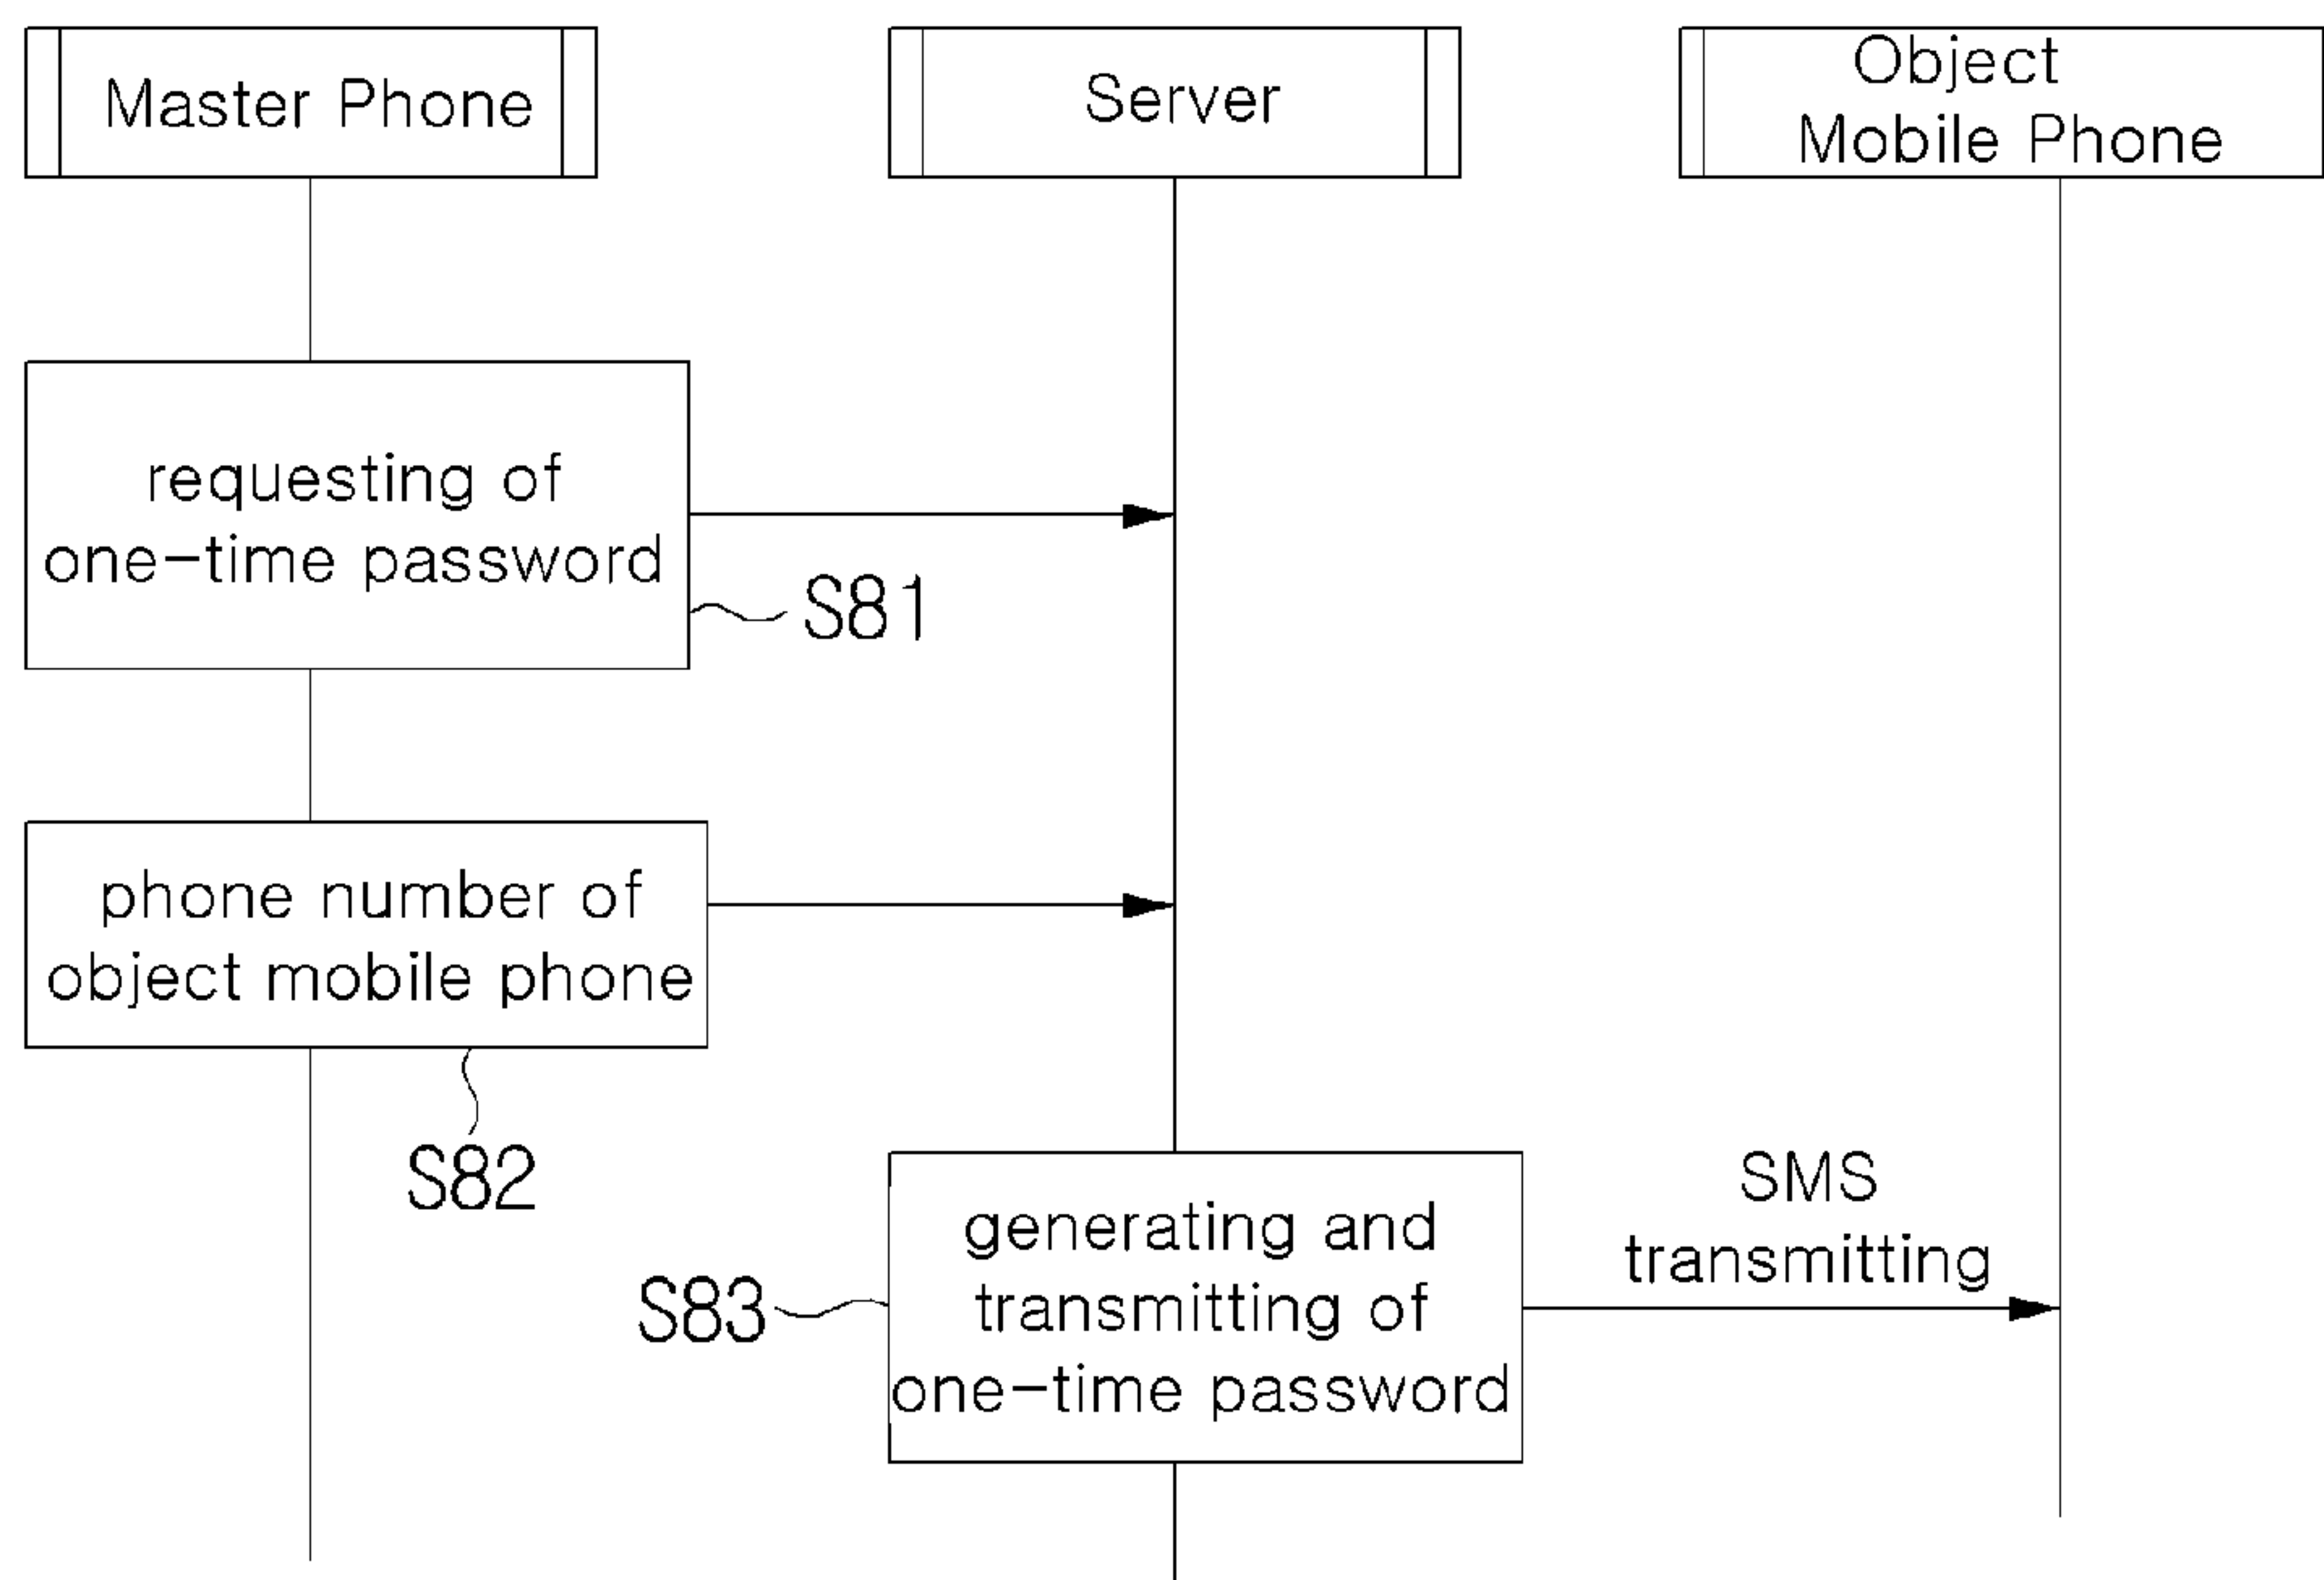 Master Phone
Server
Object
Mobile Phone
requesting of
one-time password
S81
phone number of
object mobile phone
S82
generating and
transmitting of
one-time password
S83
SMS
transmitting